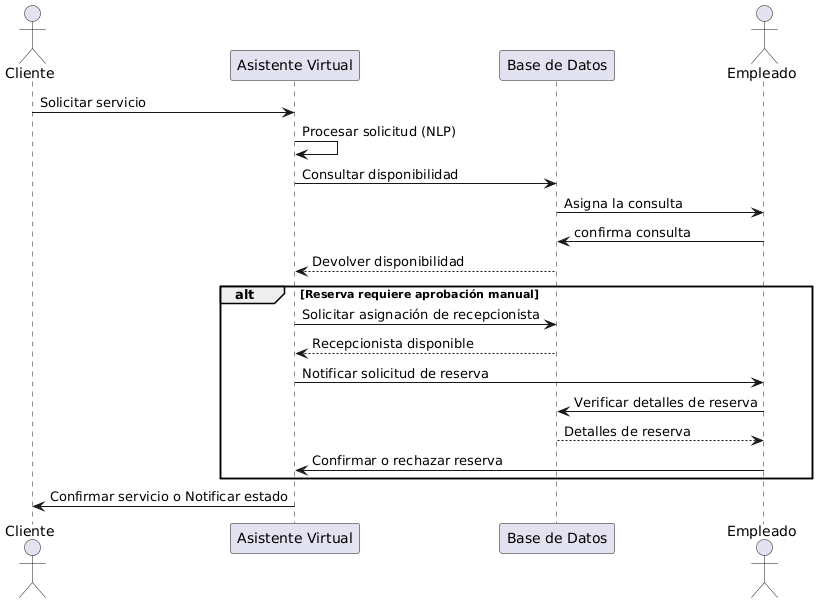 Cliente
Asistente Virtual
Base de Datos
Empleado
Solicitar servicio
Procesar solicitud (NLP)
Consultar disponibilidad
Asigna la consulta
confirma consulta
Devolver disponibilidad
alt
[Reserva requiere aprobación manual]
Solicitar asignación de recepcionista
Recepcionista disponible
Notificar solicitud de reserva
Verificar detalles de reserva
Detalles de reserva
Confirmar o rechazar reserva
Confirmar servicio o Notificar estado
Cliente
Asistente Virtual
Base de Datos
Empleado